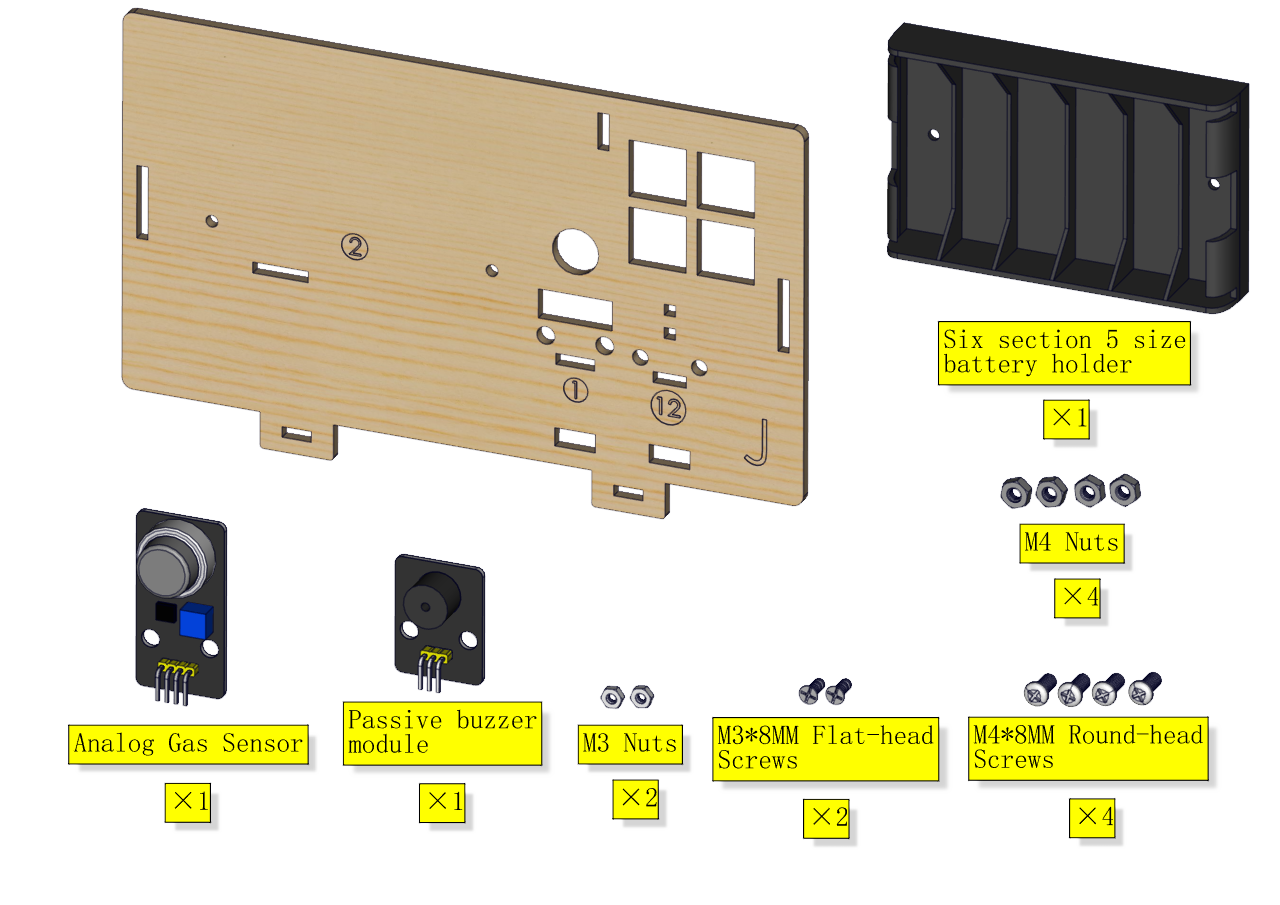 ②
①
⑫
J
Six section 5 size
battery holder
×1
M4 Nuts
×4
Analog Gas Sensor
×1
Passive buzzer
module
×1
M3 Nuts
×2
M3*8MM Flat-head
Screws
×2
M4*8MM Round-head
Screws
×4